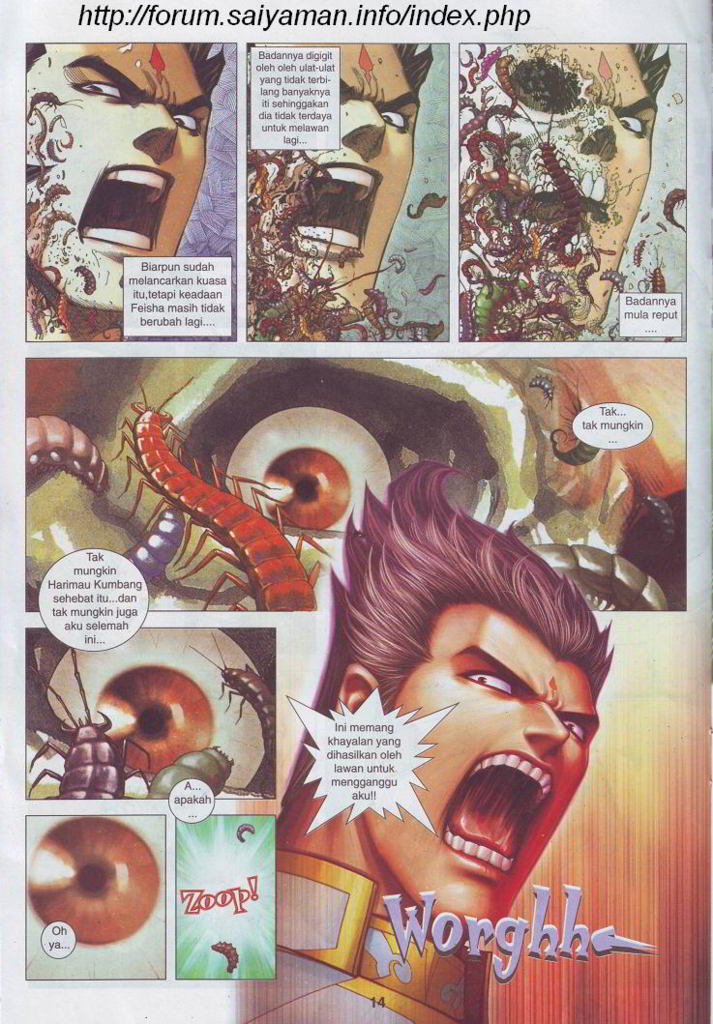 http://forum.saiyaman.info/index.php
Biarpun sudah
melancarkan kuasa
itu,tetapi keadaan
Feisha masih tidak
berubah lagi....
Badannya digigit
oleh oleh ulat-ulat
yang tidak terbi-
lang banyaknya
iti sehinggakan
dia tidak terdaya
untuk melawan
lagi...
Badannya
mula reput
....
Tak...
tak mungkin
...
Tak
mungkin
Harimau Kumbang
sehebat itu...dan
tak mungkin juga
aku selemah
ini...
A...
apakah
...
Ini memang
khayalan yang
dihasilkan oleh
lawan untuk
mengganggu
aku!!
Oh
ya...
Zoop!
Worghh
14